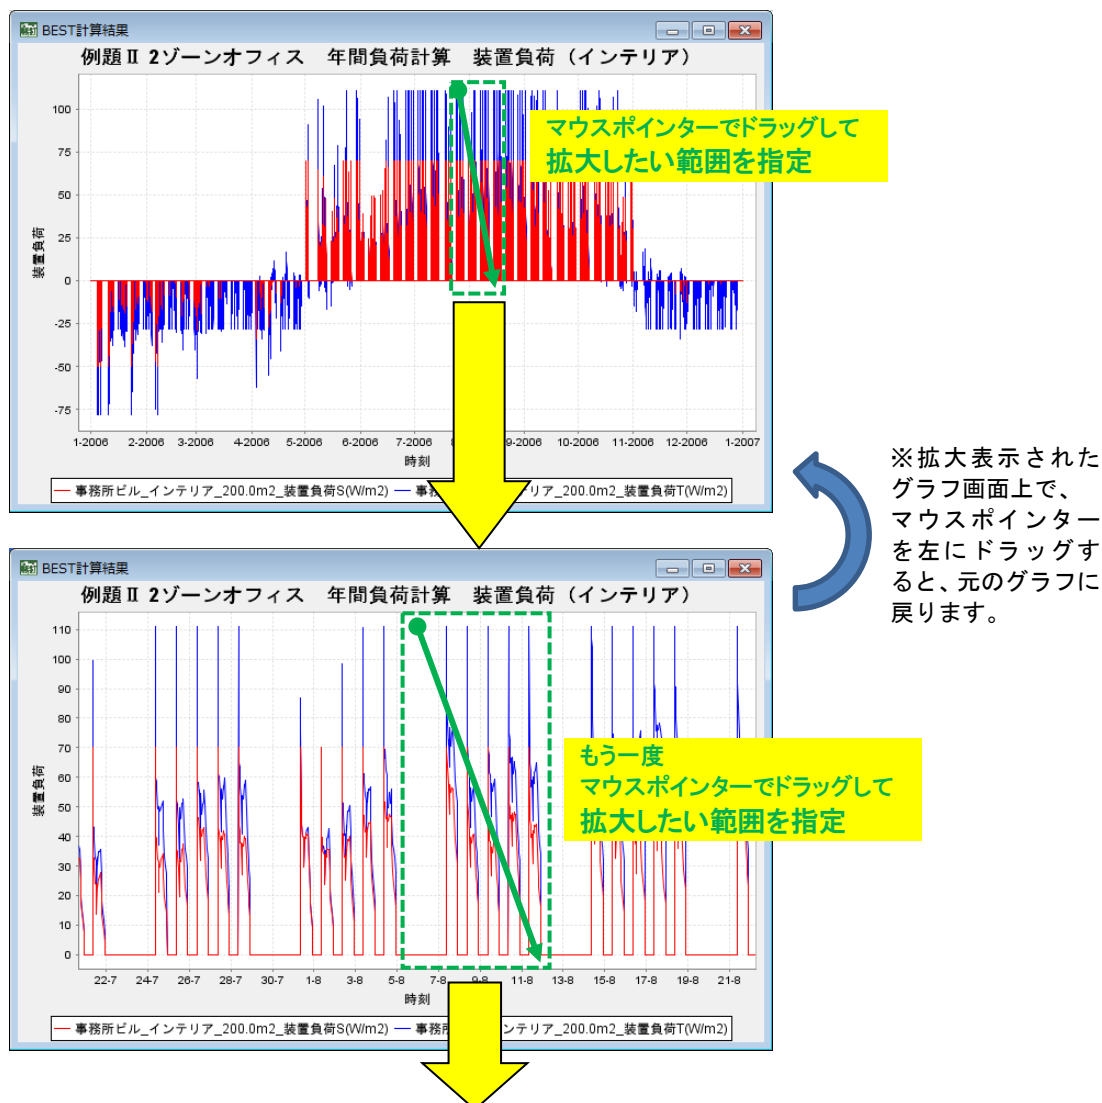 BEST計算結果
例題Ⅱ 2ゾーンオフィス　年間負荷計算　装置負荷（インテリア）
100
75
50
25
0
-25
-50
-75
装置負荷
1-2006 2-2006 3-2006 4-2006 5-2006 6-2006 7-2006 9-2006 10-2006 11-2006 12-2006 1-2007
時刻
事務所ビル_インテリア_200.0m2_装置負荷S(W/m2) 事務 テリア_200.0m2_装置負荷T(W/m2)
マウスポインターでドラッグして
拡大したい範囲を指定
※拡大表示された
グラフ画面上で、
マウスポインター
を左にドラッグす
ると、元のグラフに
戻ります。
BEST計算結果
例題Ⅱ 2ゾーンオフィス　年間負荷計算　装置負荷（インテリア）
110
100
90
80
70
60
50
40
30
20
10
0
装置負荷
22-7 24-7 26-7 28-7 30-7 1-8 3-8 5-8 7-8 9-8 11-8 13-8 15-8 17-8 19-8 21-8
時刻
事務所ビル_インテリア_200.0m2_装置負荷S(W/m2) 事務所 ンテリア_200.0m2_装置負荷T(W/m2)
もう一度
マウスポインターでドラッグして
拡大したい範囲を指定